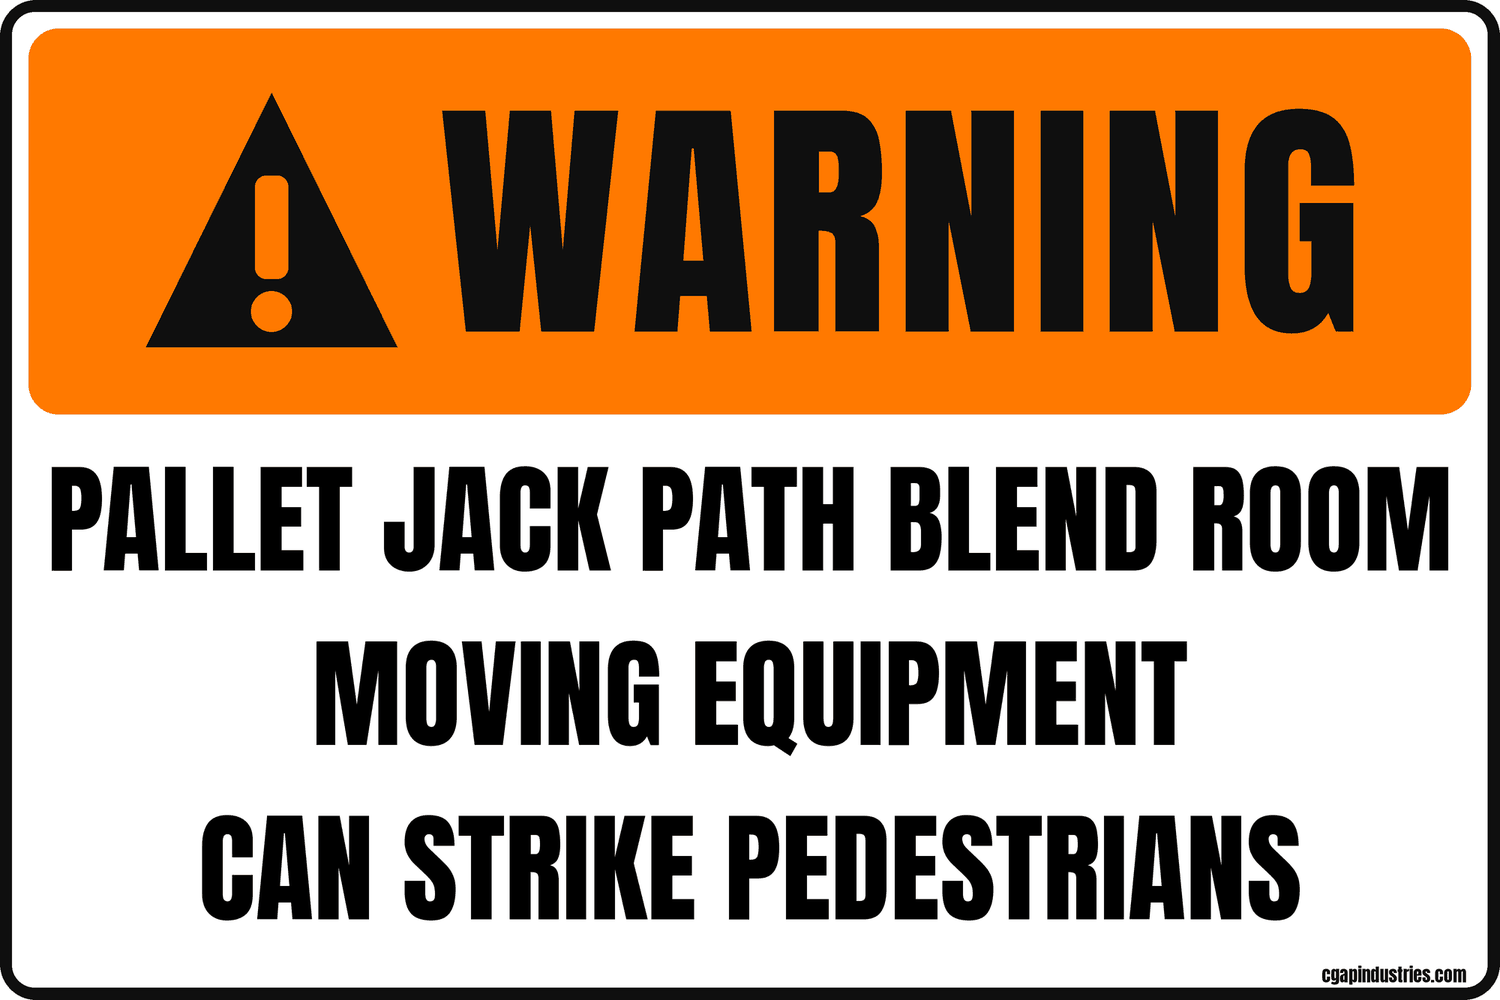 WARNING
PALLET JACK PATH BLEND ROOM
MOVING EQUIPMENT
CAN STRIKE PEDESTRIANS
cgapindustries.com